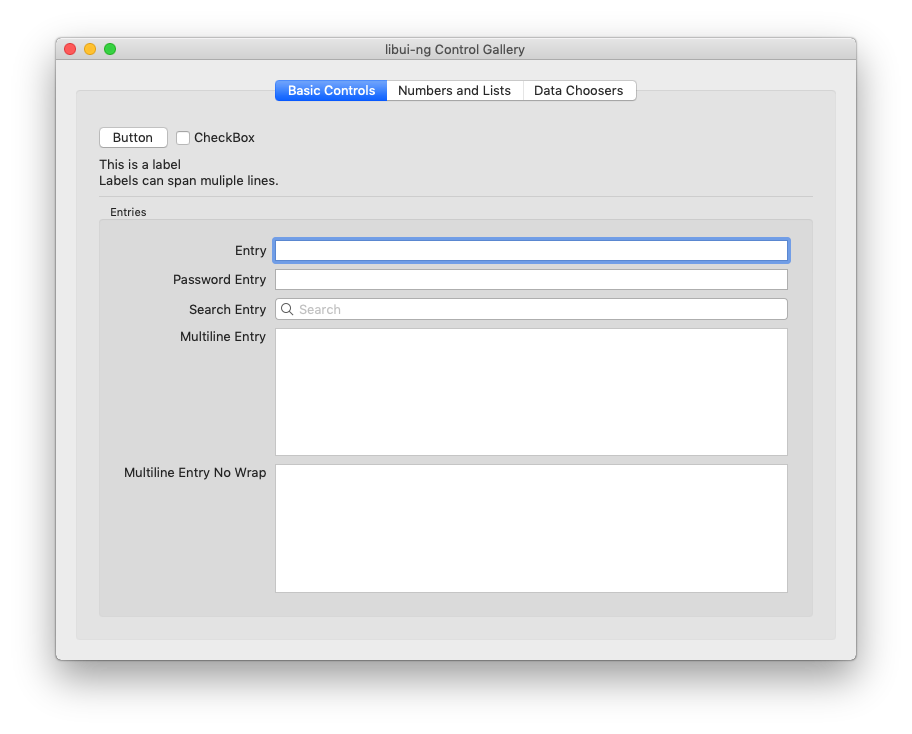 libui-ng Control Gallery
Basic Controls Numbers and Lists Data Choosers
Button CheckBox
This is a label
Labels can span muliple lines.
Entries
Entry
Password Entry
Search Entry Search
Multiline Entry
Multiline Entry No Wrap